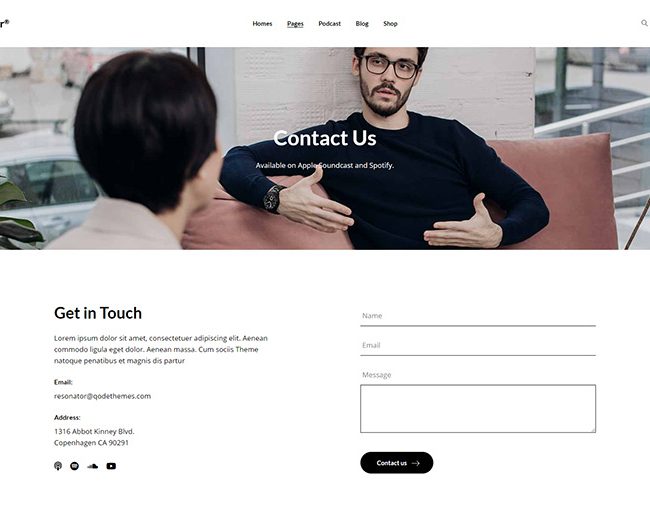 r®
Homes Pages Podcast Blog Shop
Contact Us
Available on Apple Soundcast and Spotify.
Get in Touch
Lorem ipsum dolor sit amet, consectetuer adipiscing elit. Aenean
commodo ligula eget dolor. Aenean massa. Cum sociis Theme
natoque penatibus et magnis dis partur
Email:
resonator@qodethemes.com
Address:
1316 Abbot Kinney Blvd.
Copenhagen CA 90291
Name
Email
Message
Contact us